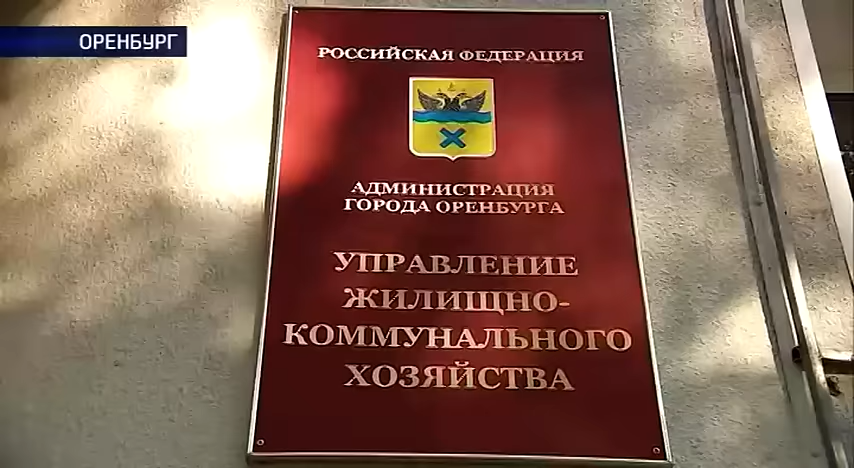 ОРЕНБУРГ
РОССИЙСКАЯ ФЕДЕРАЦИЯ
АДМИНИСТРАЦИЯ
ГОРОДА ОРЕНБУРГА
УПРАВЛЕНИЕ
ЖИЛИЩНО-
КОММУНАЛЬНОГО
ХОЗЯЙСТВА